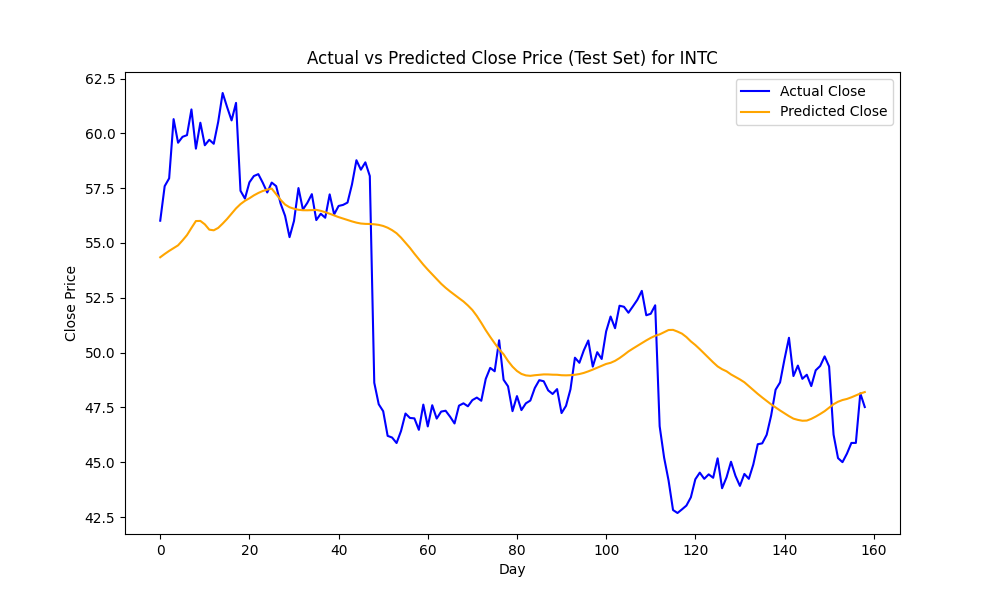 Actual vs Predicted Close Price (Test Set) for INTC
Actual Close
Predicted Close
Close Price
62.5
60.0
57.5
55.0
52.5
50.0
47.5
45.0
42.5
0 20 40 60 80 100 120 140 160
Day